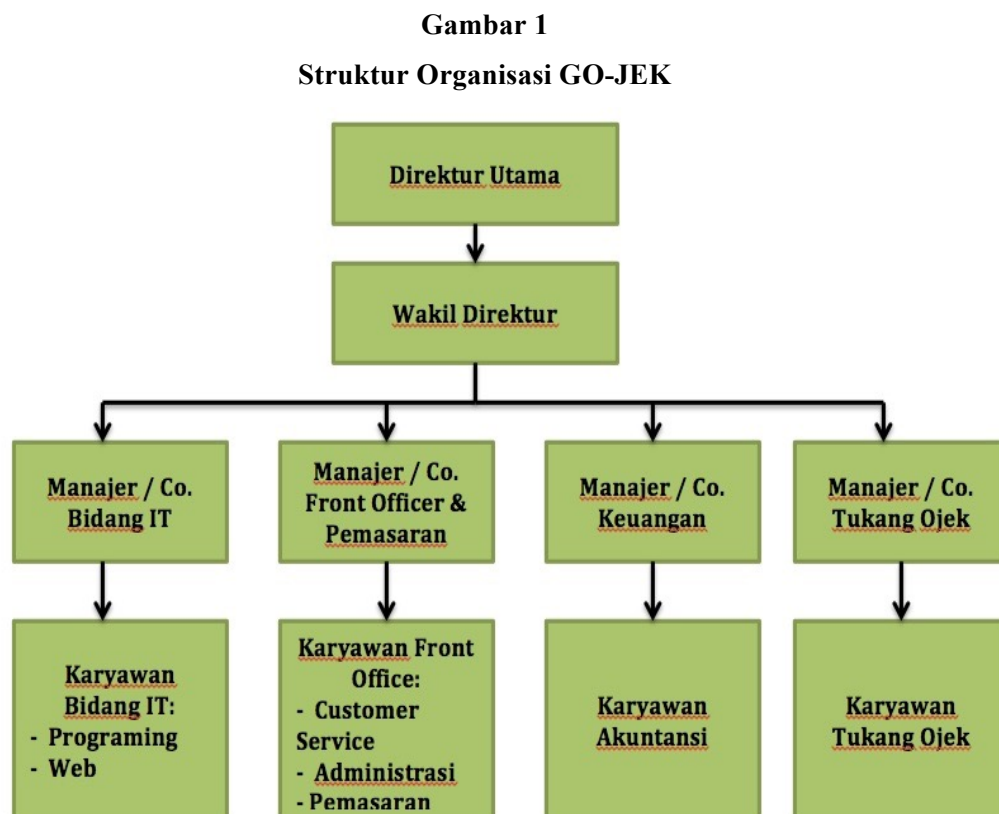 Gambar 1
Struktur Organisasi GO-JEK
Direktur Utama
Wakil Direktur
Manajer / Co.
Bidang IT
Manajer / Co.
Front Officer &
Pemasaran
Manajer / Co.
Keuangan
Manajer / Co.
Tukang Ojek
Karyawan
Bidang IT:
- Programing
- Web
Karyawan Front
Office:
- Customer
Service
- Administrasi
- Pemasaran
Karyawan
Akuntansi
Karyawan
Tukang Ojek